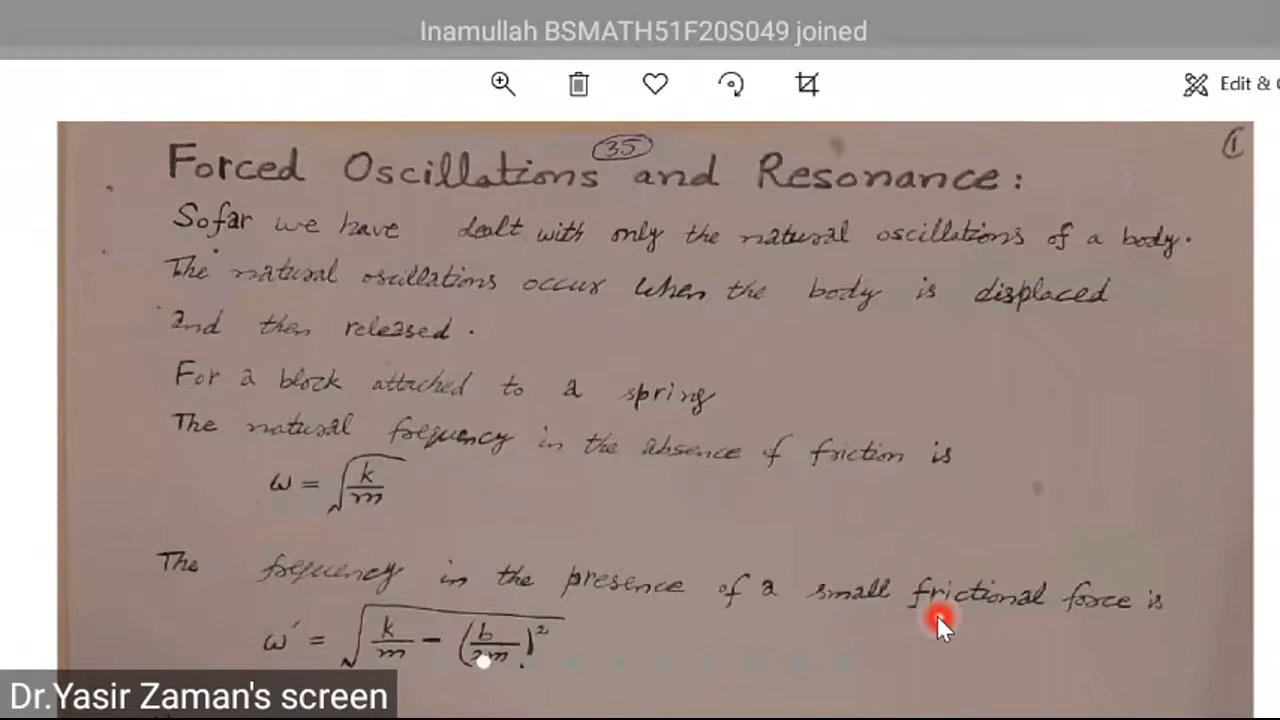 Inamullah BSMATH51F20S049 joined
Edit &
35
1
Forced Oscillations and Resonance:
Sofar we have dealt with only the natural oscillations of a body.
The natural oscillations occur when the body is displaced
and then released.
For a block attached to a spring
The natural frequency in the absence of friction is
ω = √(k/m)
The frequency in the presence of a small frictional force is
ω′ = √(k/m − (b/2m)²)
Dr.Yasir Zaman's screen